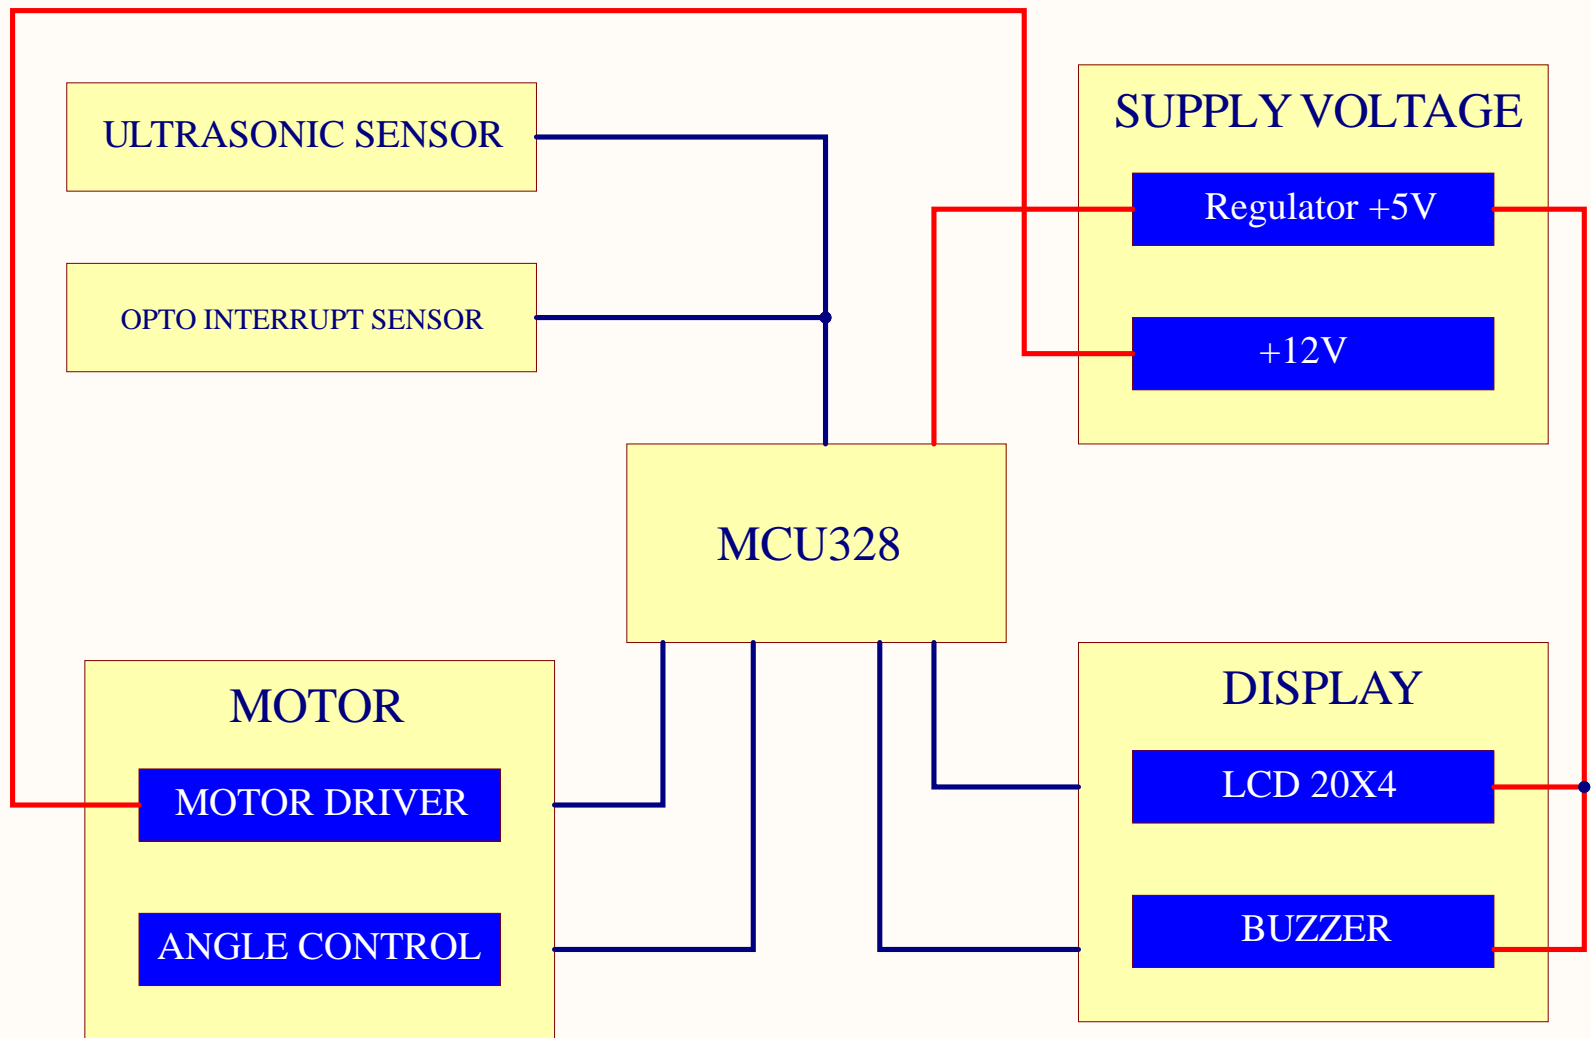 ULTRASONIC SENSOR
OPTO INTERRUPT SENSOR
SUPPLY VOLTAGE
Regulator +5V
+12V
MCU328
MOTOR
MOTOR DRIVER
ANGLE CONTROL
DISPLAY
LCD 20X4
BUZZER